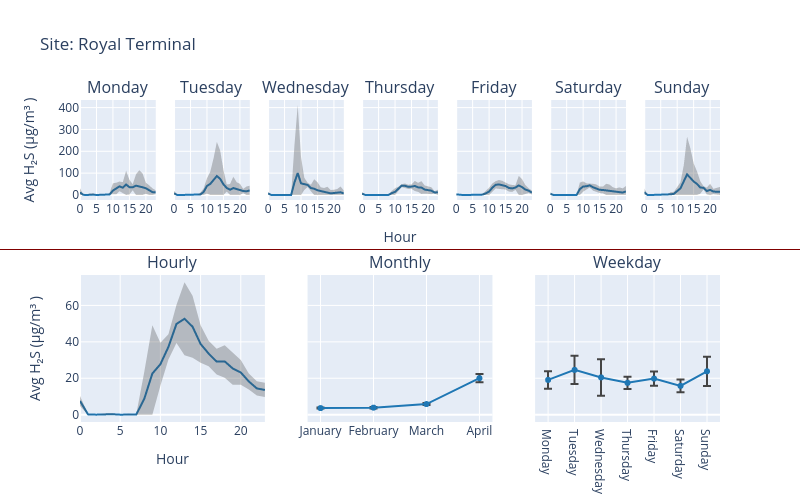 Site: Royal Terminal
Monday Tuesday Wednesday Thursday Friday Saturday Sunday
Avg H₂S (µg/m³ )
400
300
200
100
0
0 5 10 15 20 0 5 10 15 20 0 5 10 15 20 0 5 10 15 20 0 5 10 15 20 0 5 10 15 20 0 5 10 15 20
Hour
Hourly Monthly Weekday
Avg H₂S (µg/m³ )
60
40
20
0
0 5 10 15 20
Hour
January February March April
Monday
Tuesday
Wednesday
Thursday
Friday
Saturday
Sunday